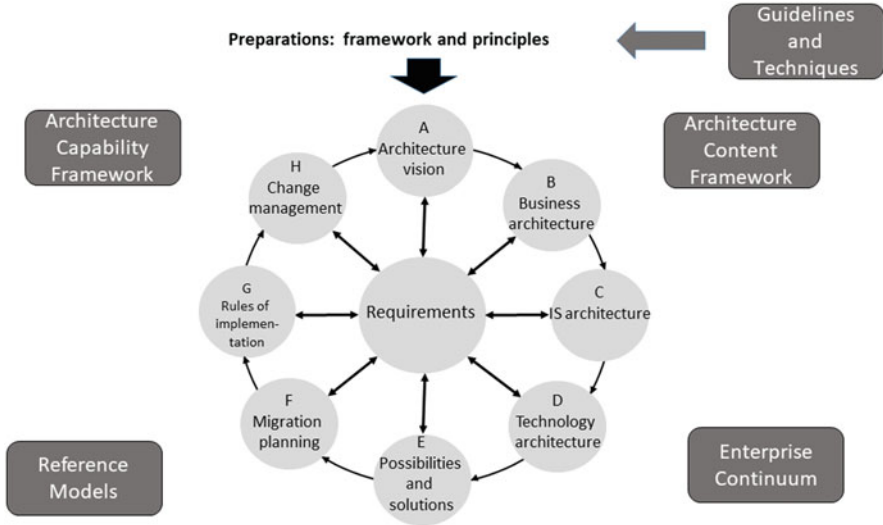 Preparations: framework and principles
Guidelines
and
Techniques
Architecture
Capability
Framework
Architecture
Content
Framework
A
Architecture
vision
H
Change
management
B
Business
architecture
G
Rules of
implemen-
tation
Requirements
C
IS architecture
F
Migration
planning
D
Technology
architecture
E
Possibilities and
solutions
Reference
Models
Enterprise
Continuum